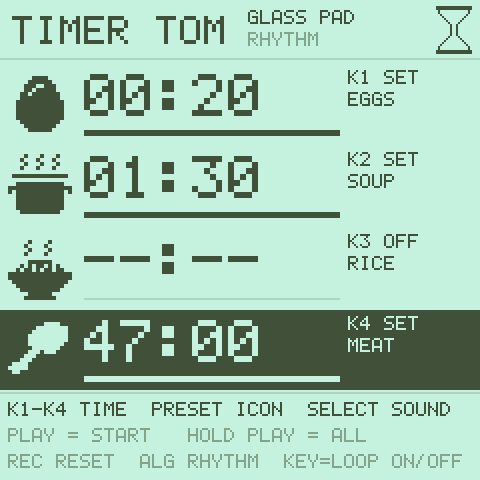 TIMER TOM
GLASS PAD
RHYTHM
00:20
K1 SET
EGGS
01:30
K2 SET
SOUP
--:--
K3 OFF
RICE
47:00
K4 SET
MEAT
K1-K4 TIME PRESET ICON SELECT SOUND
PLAY = START HOLD PLAY = ALL
REC RESET ALG RHYTHM KEY=LOOP ON/OFF